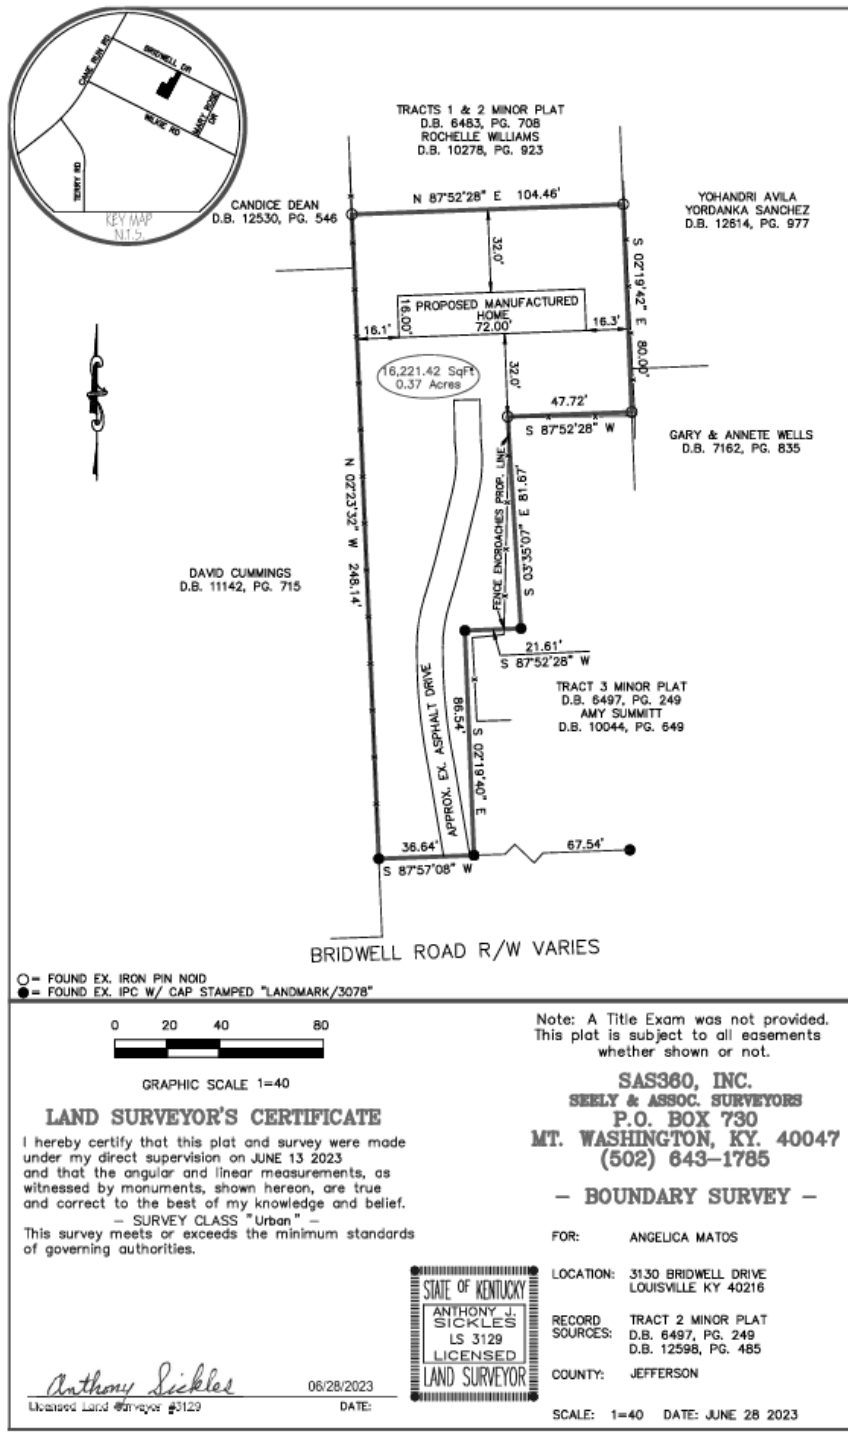 CANE RUN RD
BRIDWELL DR
MARY ROSE
DR
WILKIE RD
TERRY RD
KEY MAP
N.T.S.
TRACTS 1 & 2 MINOR PLAT
D.B. 6483, PG. 708
ROCHELLE WILLIAMS
D.B. 10278, PG. 923
CANDICE DEAN
D.B. 12530, PG. 546
N 87°52'28" E 104.46'
YOHANDRI AVILA
YORDANKA SANCHEZ
D.B. 12614, PG. 977
32.0'
S 02°19'42" E 80.00'
16.00'
PROPOSED MANUFACTURED
HOME
72.00'
16.1'
16.3'
16,221.42 SqFt
0.37 Acres
32.0'
47.72'
S 87°52'28" W
GARY & ANNETE WELLS
D.B. 7162, PG. 835
N 02°23'32" W 248.14'
FENCE ENCROACHES PROP. LINE
S 03°35'07" E 81.67'
DAVID CUMMINGS
D.B. 11142, PG. 715
21.61'
S 87°52'28" W
TRACT 3 MINOR PLAT
D.B. 6497, PG. 249
AMY SUMMITT
D.B. 10044, PG. 649
APPROX. EX. ASPHALT DRIVE
86.54'
S 02°19'40" E
36.64'
S 87°57'08" W
67.54'
BRIDWELL ROAD R/W VARIES
= FOUND EX. IRON PIN NOID
= FOUND EX. IPC W/ CAP STAMPED "LANDMARK/3078"
0 20 40 80
GRAPHIC SCALE 1=40
LAND SURVEYOR'S CERTIFICATE
I hereby certify that this plat and survey were made
under my direct supervision on JUNE 13 2023
and that the angular and linear measurements, as
witnessed by monuments, shown hereon, are true
and correct to the best of my knowledge and belief.
– SURVEY CLASS "Urban" –
This survey meets or exceeds the minimum standards
of governing authorities.
Anthony Sickles
06/28/2023
Licensed Land Surveyor #3129
DATE:
STATE OF KENTUCKY
ANTHONY J.
SICKLES
LS 3129
LICENSED
LAND SURVEYOR
Note: A Title Exam was not provided.
This plat is subject to all easements
whether shown or not.
SAS360, INC.
SEELY & ASSOC. SURVEYORS
P.O. BOX 730
MT. WASHINGTON, KY. 40047
(502) 643–1785
– BOUNDARY SURVEY –
FOR: ANGELICA MATOS
LOCATION: 3130 BRIDWELL DRIVE
LOUISVILLE KY 40216
RECORD SOURCES: TRACT 2 MINOR PLAT
D.B. 6497, PG. 249
D.B. 12598, PG. 485
COUNTY: JEFFERSON
SCALE: 1=40 DATE: JUNE 28 2023